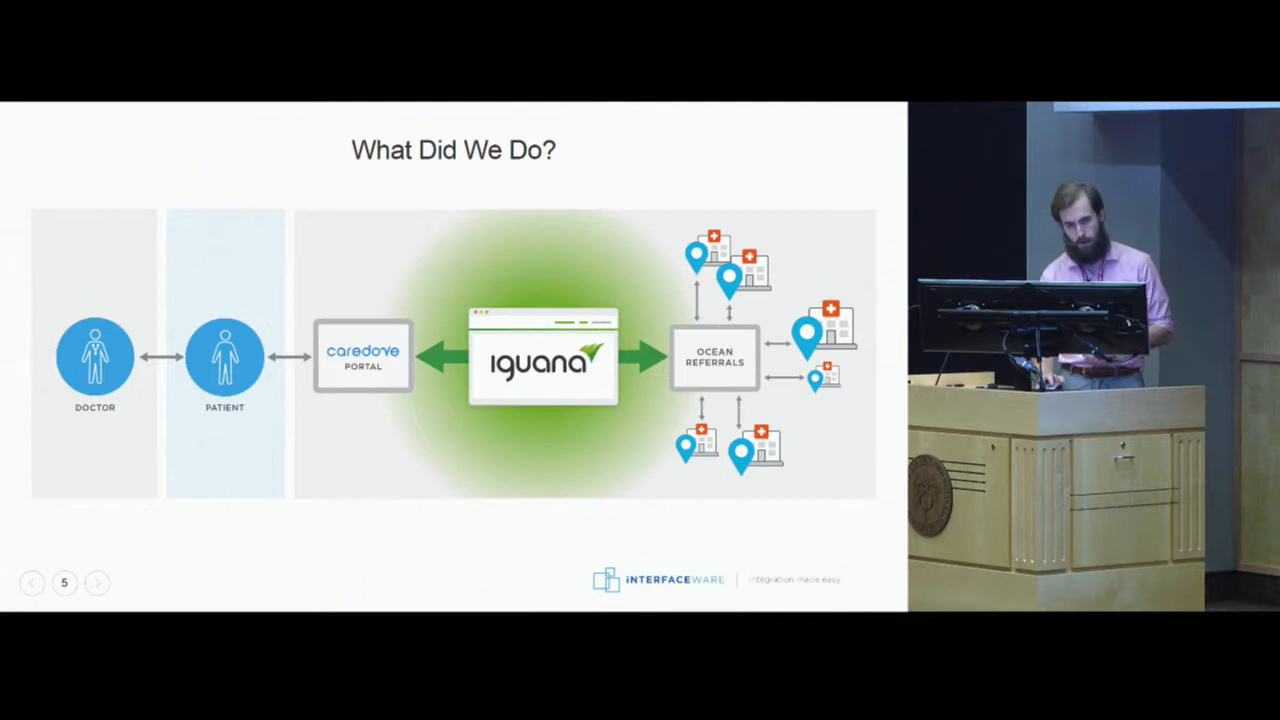 What Did We Do?
DOCTOR
PATIENT
caredove
PORTAL
iguana
OCEAN
REFERRALS
5
iNTERFACEWARE
integration made easy